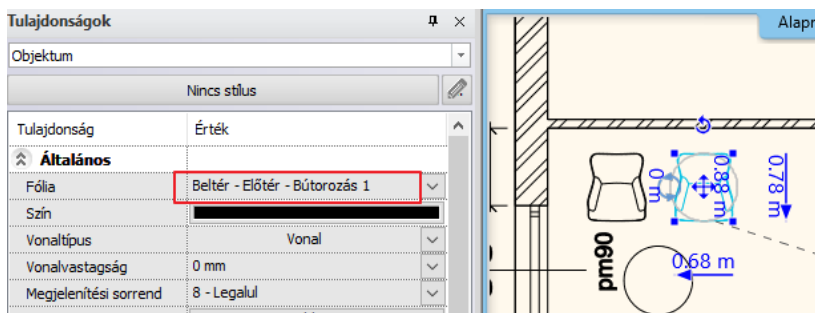 Tulajdonságok
Objektum
Nincs stílus
Tulajdonság Érték
Általános
Fólia Beltér - Előtér - Bútorozás 1
Szín
Vonaltípus Vonal
Vonalvastagság 0 mm
Megjelenítési sorrend 8 - Legalul
Alapr
0 m
0.88 m
0.78 m
pm90
0.68 m